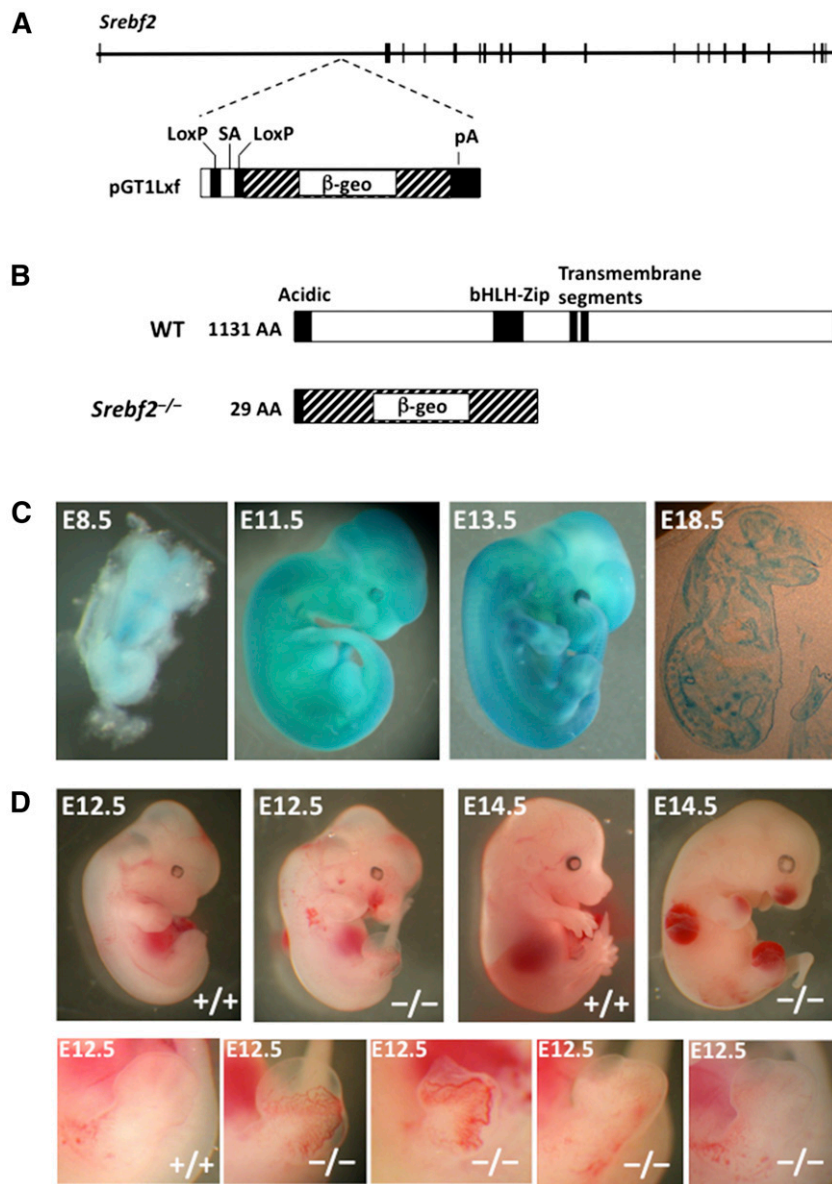 A
Srebf2
LoxP SA LoxP
pA
pGT1Lxf
β-geo
B
Acidic
bHLH-Zip
Transmembrane
segments
WT 1131 AA
Srebf2–/– 29 AA
β-geo
C
E8.5
E11.5
E13.5
E18.5
D
E12.5
E12.5
E14.5
E14.5
+/+
–/–
+/+
–/–
E12.5
E12.5
E12.5
E12.5
E12.5
+/+
–/–
–/–
–/–
–/–